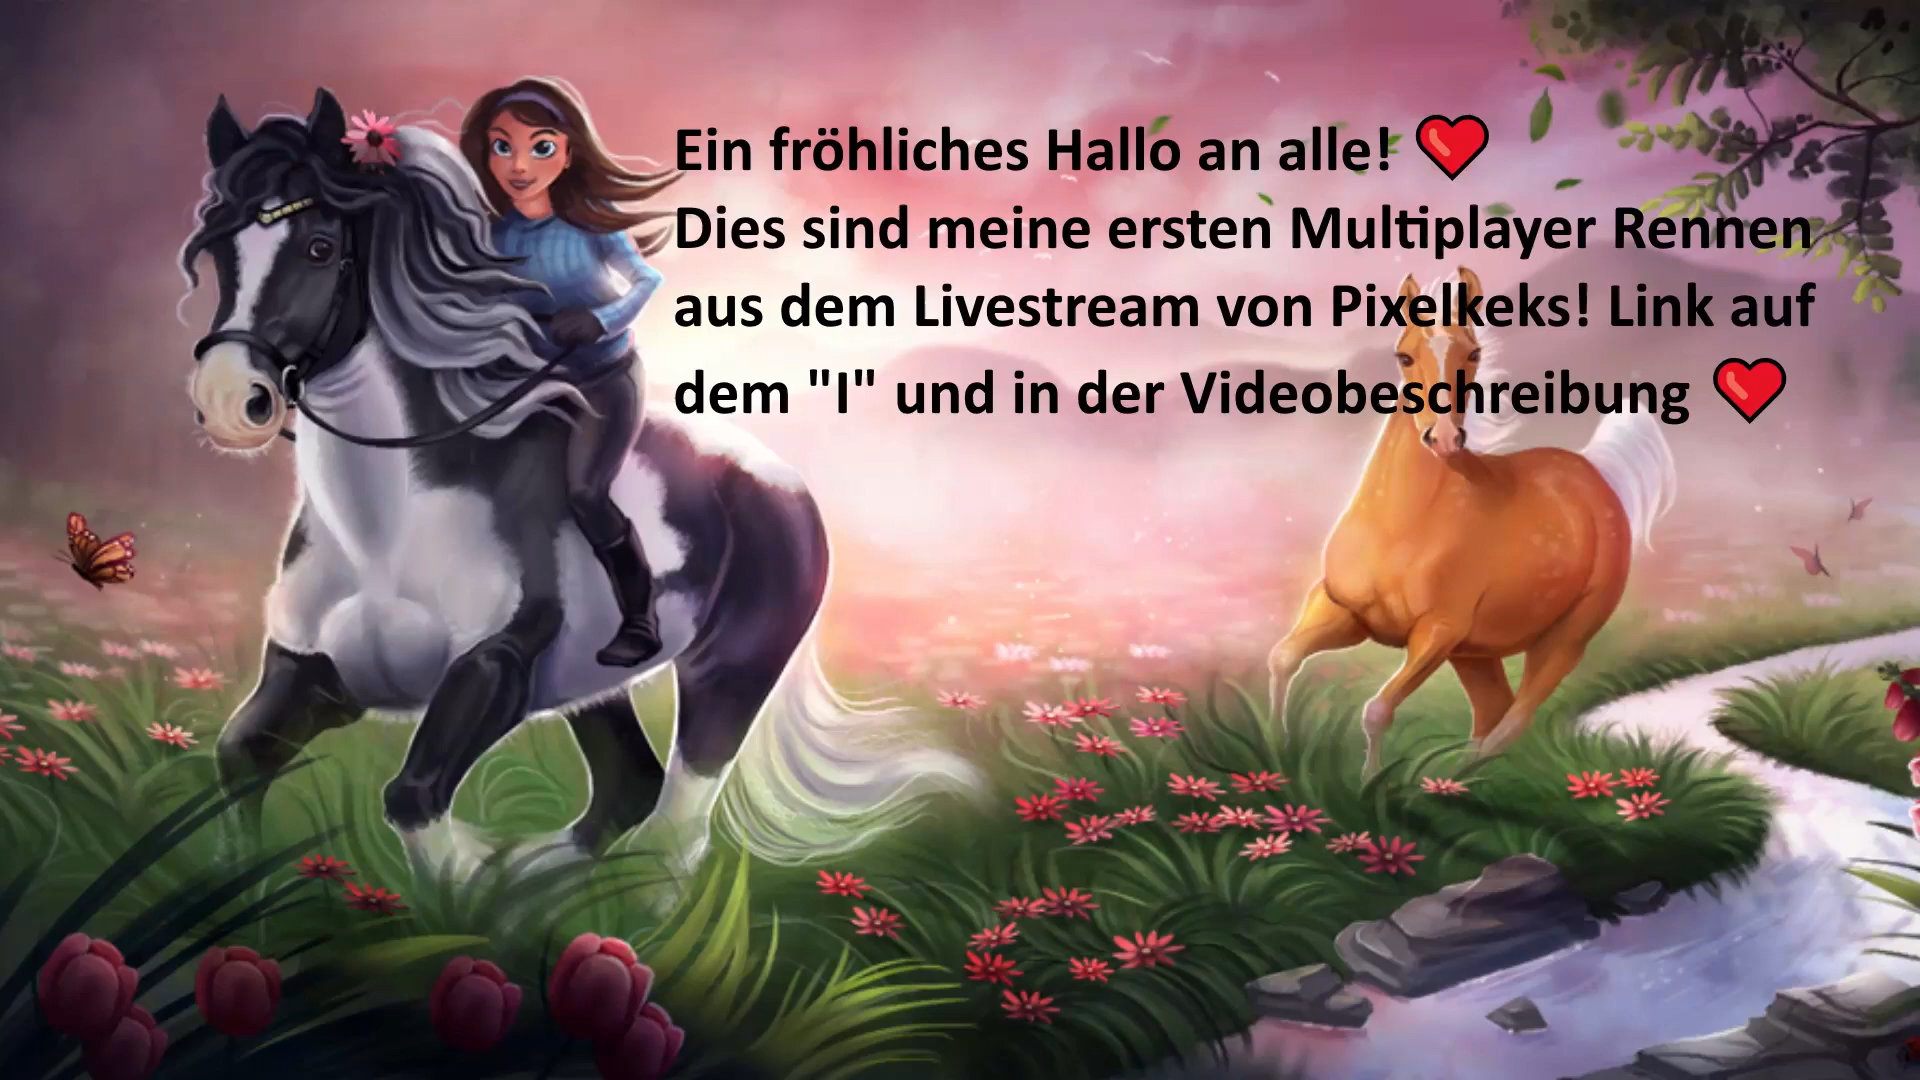 Ein fröhliches Hallo an alle! ❤
Dies sind meine ersten Multiplayer Rennen
aus dem Livestream von Pixelkeks! Link auf
dem "I" und in der Videobeschreibung ❤